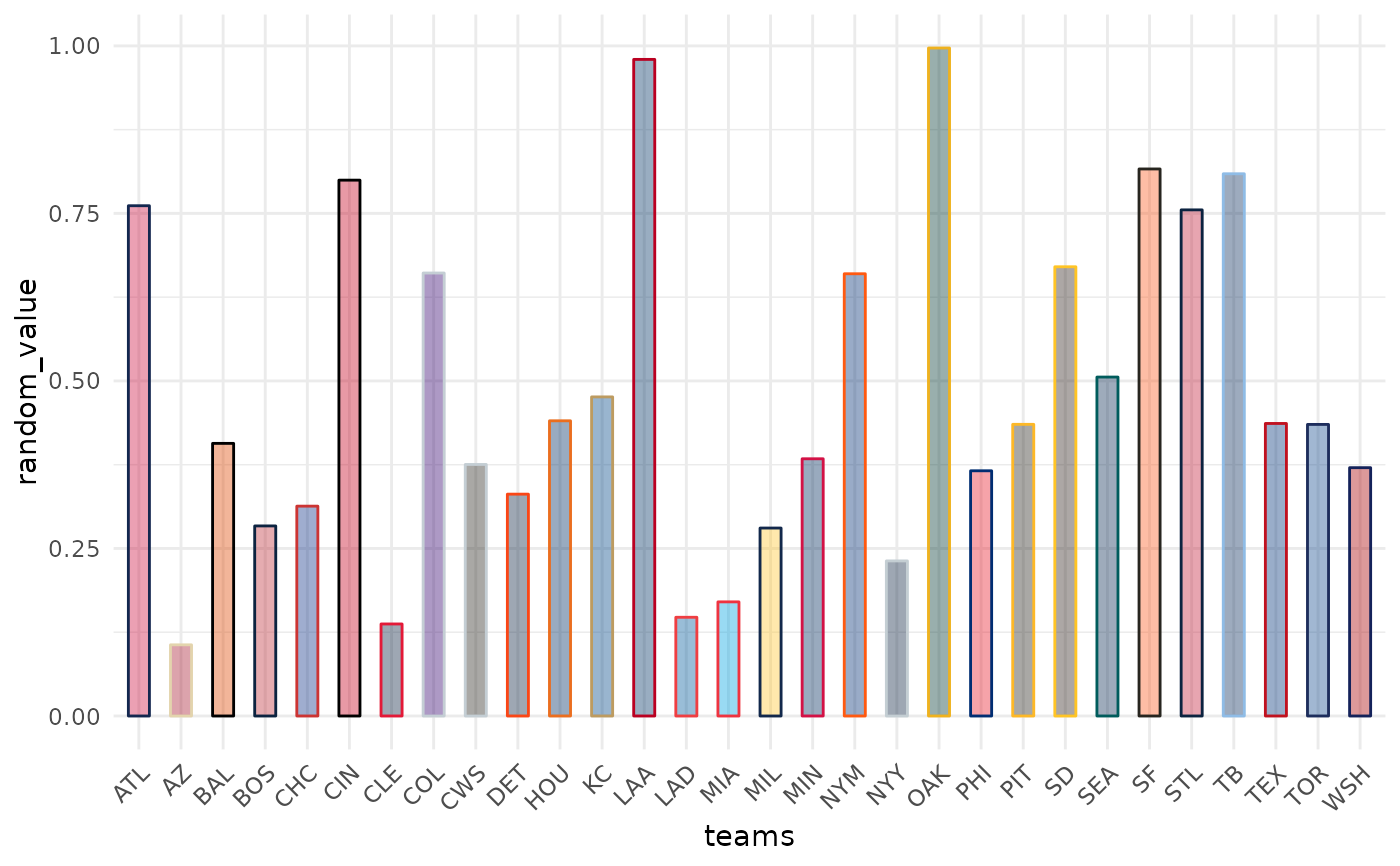 random_value
1.00
0.75
0.50
0.25
0.00
ATL AZ BAL BOS CHC CIN CLE COL CWS DET HOU KC LAA LAD MIA MIL MIN NYM NYY OAK PHI PIT SD SEA SF STL TB TEX TOR WSH
teams